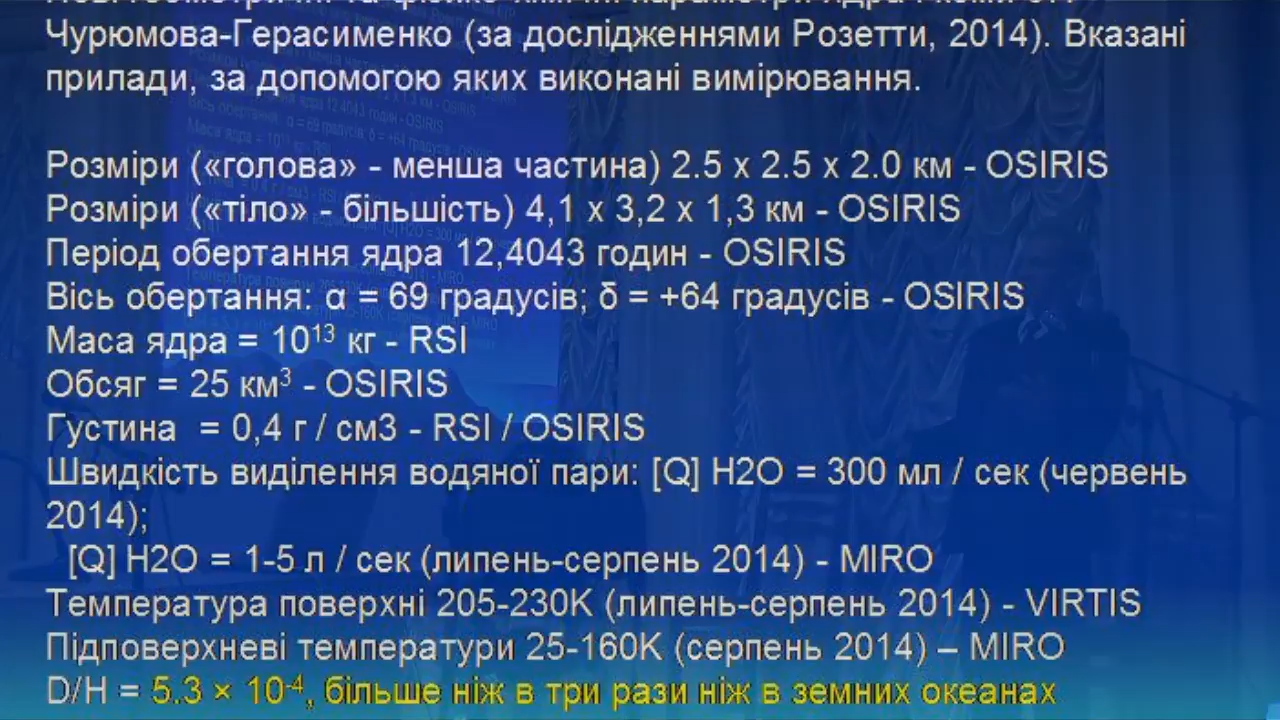 Чурюмова-Герасименко (за дослідженнями Розетти, 2014). Вказані
прилади, за допомогою яких виконані вимірювання.
Розміри («голова» - менша частина) 2.5 x 2.5 x 2.0 км - OSIRIS
Розміри («тіло» - більшість) 4,1 x 3,2 x 1,3 км - OSIRIS
Період обертання ядра 12,4043 годин - OSIRIS
Вісь обертання: α = 69 градусів; δ = +64 градусів - OSIRIS
Маса ядра = 10¹³ кг - RSI
Обсяг = 25 км³ - OSIRIS
Густина = 0,4 г / см3 - RSI / OSIRIS
Швидкість виділення водяної пари: [Q] H2O = 300 мл / сек (червень
2014);
[Q] H2O = 1-5 л / сек (липень-серпень 2014) - MIRO
Температура поверхні 205-230K (липень-серпень 2014) - VIRTIS
Підповерхневі температури 25-160K (серпень 2014) – MIRO
D/H = 5.3 × 10⁻⁴, більше ніж в три рази ніж в земних океанах